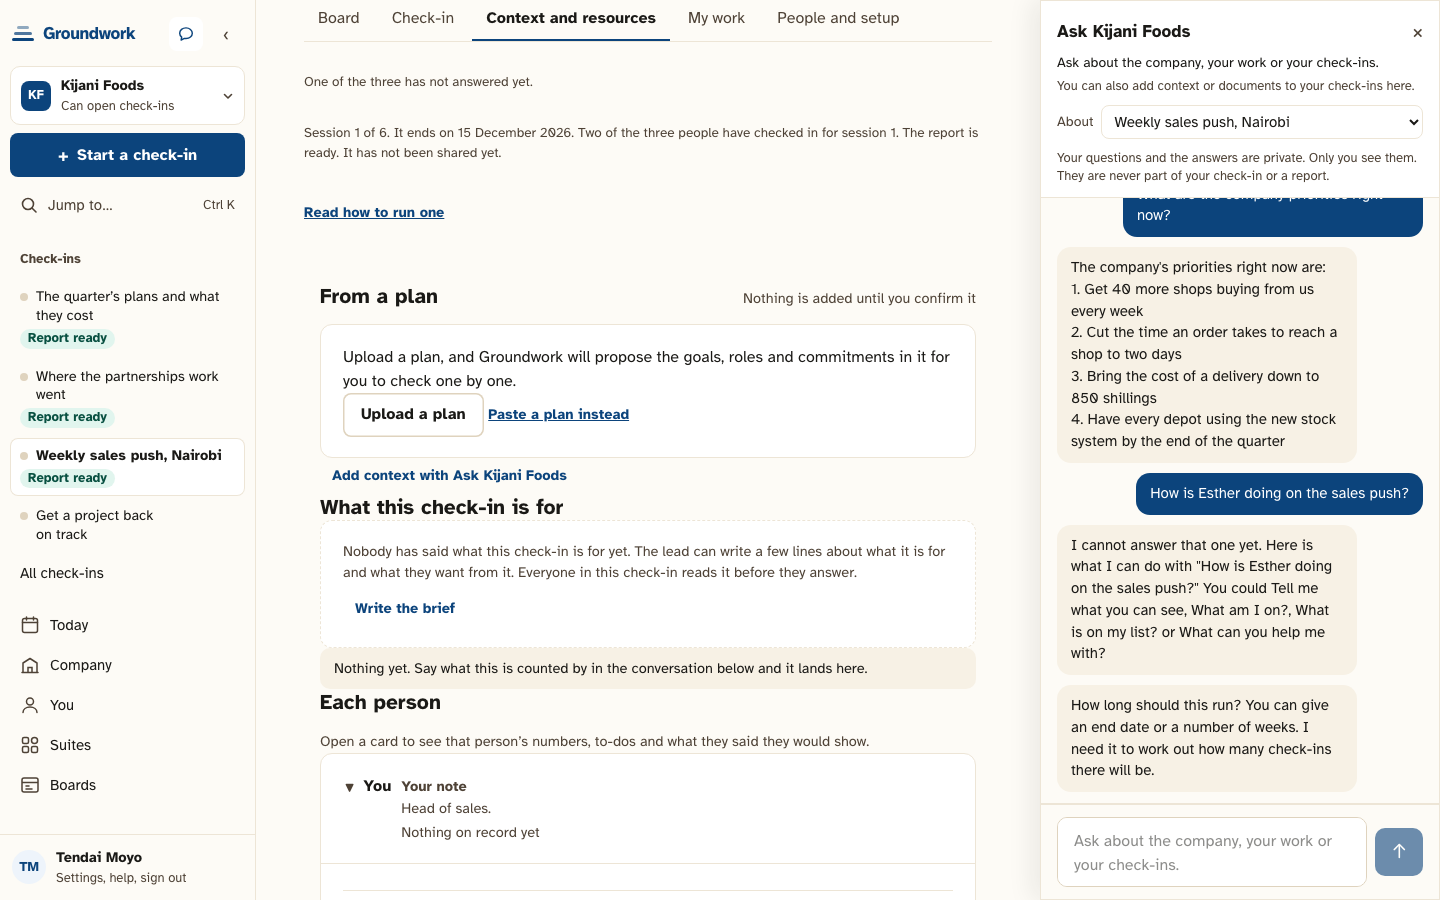 Groundwork
KF
Kijani Foods
Can open check-ins
+ Start a check-in
Jump to...
Ctrl K
Check-ins
The quarter's plans and what
they cost
Report ready
Where the partnerships work
went
Report ready
Weekly sales push, Nairobi
Report ready
Get a project back
on track
All check-ins
Today
Company
You
Suites
Boards
TM
Tendai Moyo
Settings, help, sign out
Board
Check-in
Context and resources
My work
People and setup
One of the three has not answered yet.
Session 1 of 6. It ends on 15 December 2026. Two of the three people have checked in for session 1. The report is
ready. It has not been shared yet.
Read how to run one
From a plan
Nothing is added until you confirm it
Upload a plan, and Groundwork will propose the goals, roles and commitments in it for
you to check one by one.
Upload a plan
Paste a plan instead
Add context with Ask Kijani Foods
What this check-in is for
Nobody has said what this check-in is for yet. The lead can write a few lines about what it is for
and what they want from it. Everyone in this check-in reads it before they answer.
Write the brief
Nothing yet. Say what this is counted by in the conversation below and it lands here.
Each person
Open a card to see that person's numbers, to-dos and what they said they would show.
You
Your note
Head of sales.
Nothing on record yet
Ask Kijani Foods
Ask about the company, your work or your check-ins.
You can also add context or documents to your check-ins here.
About
Weekly sales push, Nairobi
Your questions and the answers are private. Only you see them.
They are never part of your check-in or a report.
What are the company priorities right
now?
The company's priorities right now are:
1. Get 40 more shops buying from us
every week
2. Cut the time an order takes to reach a
shop to two days
3. Bring the cost of a delivery down to
850 shillings
4. Have every depot using the new stock
system by the end of the quarter
How is Esther doing on the sales push?
I cannot answer that one yet. Here is
what I can do with "How is Esther doing
on the sales push?" You could Tell me
what you can see, What am I on?, What
is on my list? or What can you help me
with?
How long should this run? You can give
an end date or a number of weeks. I
need it to work out how many check-ins
there will be.
Ask about the company, your work or
your check-ins.